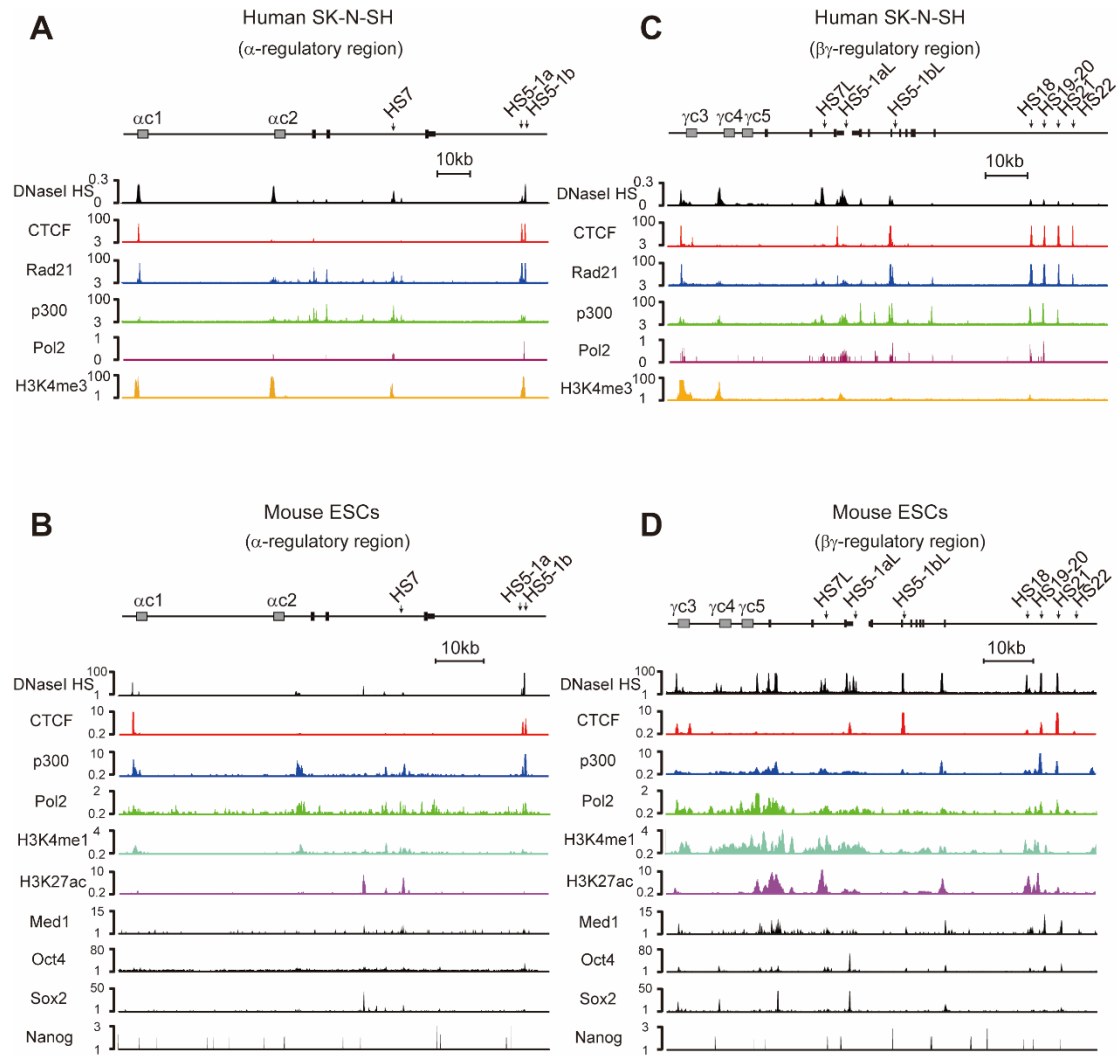 A
Human SK-N-SH
(α-regulatory region)
αc1
αc2
HS7
HS5-1a
HS5-1b
10kb
DNaseI HS
0.3
0
CTCF
100
3
Rad21
100
3
p300
100
3
Pol2
1
0
H3K4me3
100
1
C
Human SK-N-SH
(βγ-regulatory region)
γc3
γc4
γc5
HS7L
HS5-1aL
HS5-1bL
HS18
HS19-20
HS21
HS22
10kb
DNaseI HS
0.3
0
CTCF
100
3
Rad21
100
3
p300
100
3
Pol2
1
0
H3K4me3
100
1
B
Mouse ESCs
(α-regulatory region)
αc1
αc2
HS7
HS5-1a
HS5-1b
10kb
DNaseI HS
100
1
CTCF
10
0.2
p300
10
0.2
Pol2
2
0.2
H3K4me1
4
0.2
H3K27ac
10
0.2
Med1
15
1
Oct4
80
1
Sox2
50
1
Nanog
3
1
D
Mouse ESCs
(βγ-regulatory region)
γc3
γc4
γc5
HS7L
HS5-1aL
HS5-1bL
HS18
HS19-20
HS21
HS22
10kb
DNaseI HS
100
1
CTCF
10
0.2
p300
10
0.2
Pol2
2
0.2
H3K4me1
4
0.2
H3K27ac
10
0.2
Med1
15
1
Oct4
80
1
Sox2
50
1
Nanog
3
1